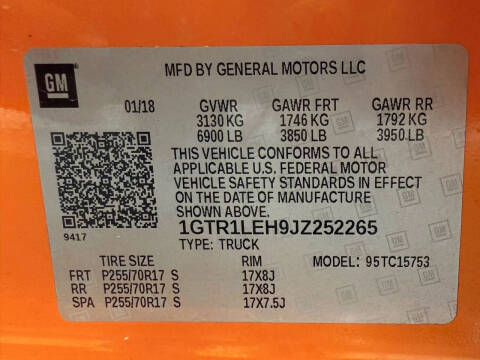 GM
MFD BY GENERAL MOTORS LLC
01/18 GVWR GAWR FRT GAWR RR
3130 KG 1746 KG 1792 KG
6900 LB 3850 LB 3950LB
THIS VEHICLE CONFORMS TO ALL
APPLICABLE U.S. FEDERAL MOTOR
VEHICLE SAFETY STANDARDS IN EFFECT
ON THE DATE OF MANUFACTURE
SHOWN ABOVE.
9417
1GTR1LEH9JZ252265
TYPE: TRUCK
TIRE SIZE RIM MODEL: 95TC15753
FRT P255/70R17 S 17X8J
RR P255/70R17 S 17X8J
SPA P255/70R17 S 17X7.5J